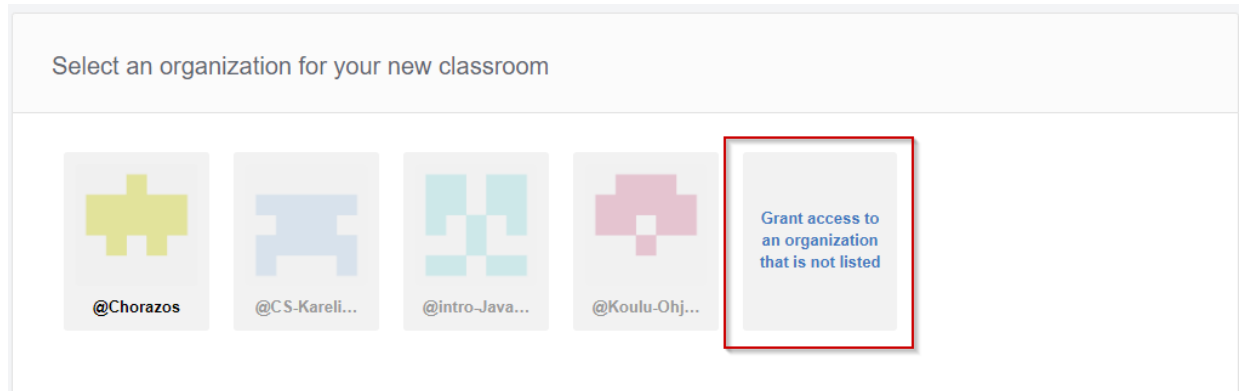 Select an organization for your new classroom
Grant access to
an organization
that is not listed
@Chorazos
@CS-Kareli...
@intro-Java...
@Koulu-Ohj...